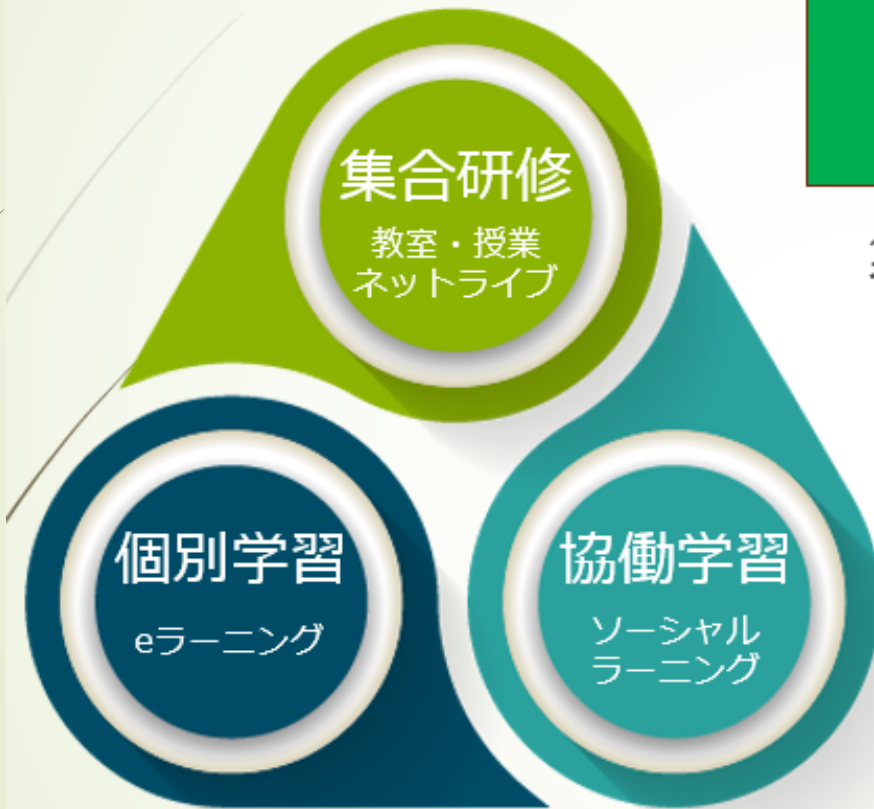 集合研修
教室・授業
ネットライブ
個別学習
eラーニング
協働学習
ソーシャル
ラーニング